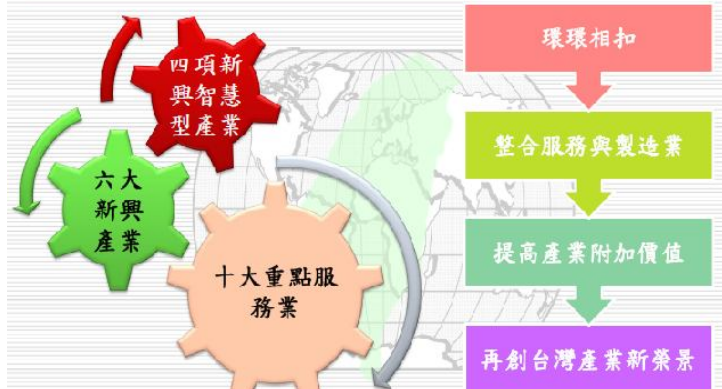 四項新
興智慧
型產業
六大
新興
產業
十大重點服
務業
環環相扣
整合服務與製造業
提高產業附加價值
再創台灣產業新榮景